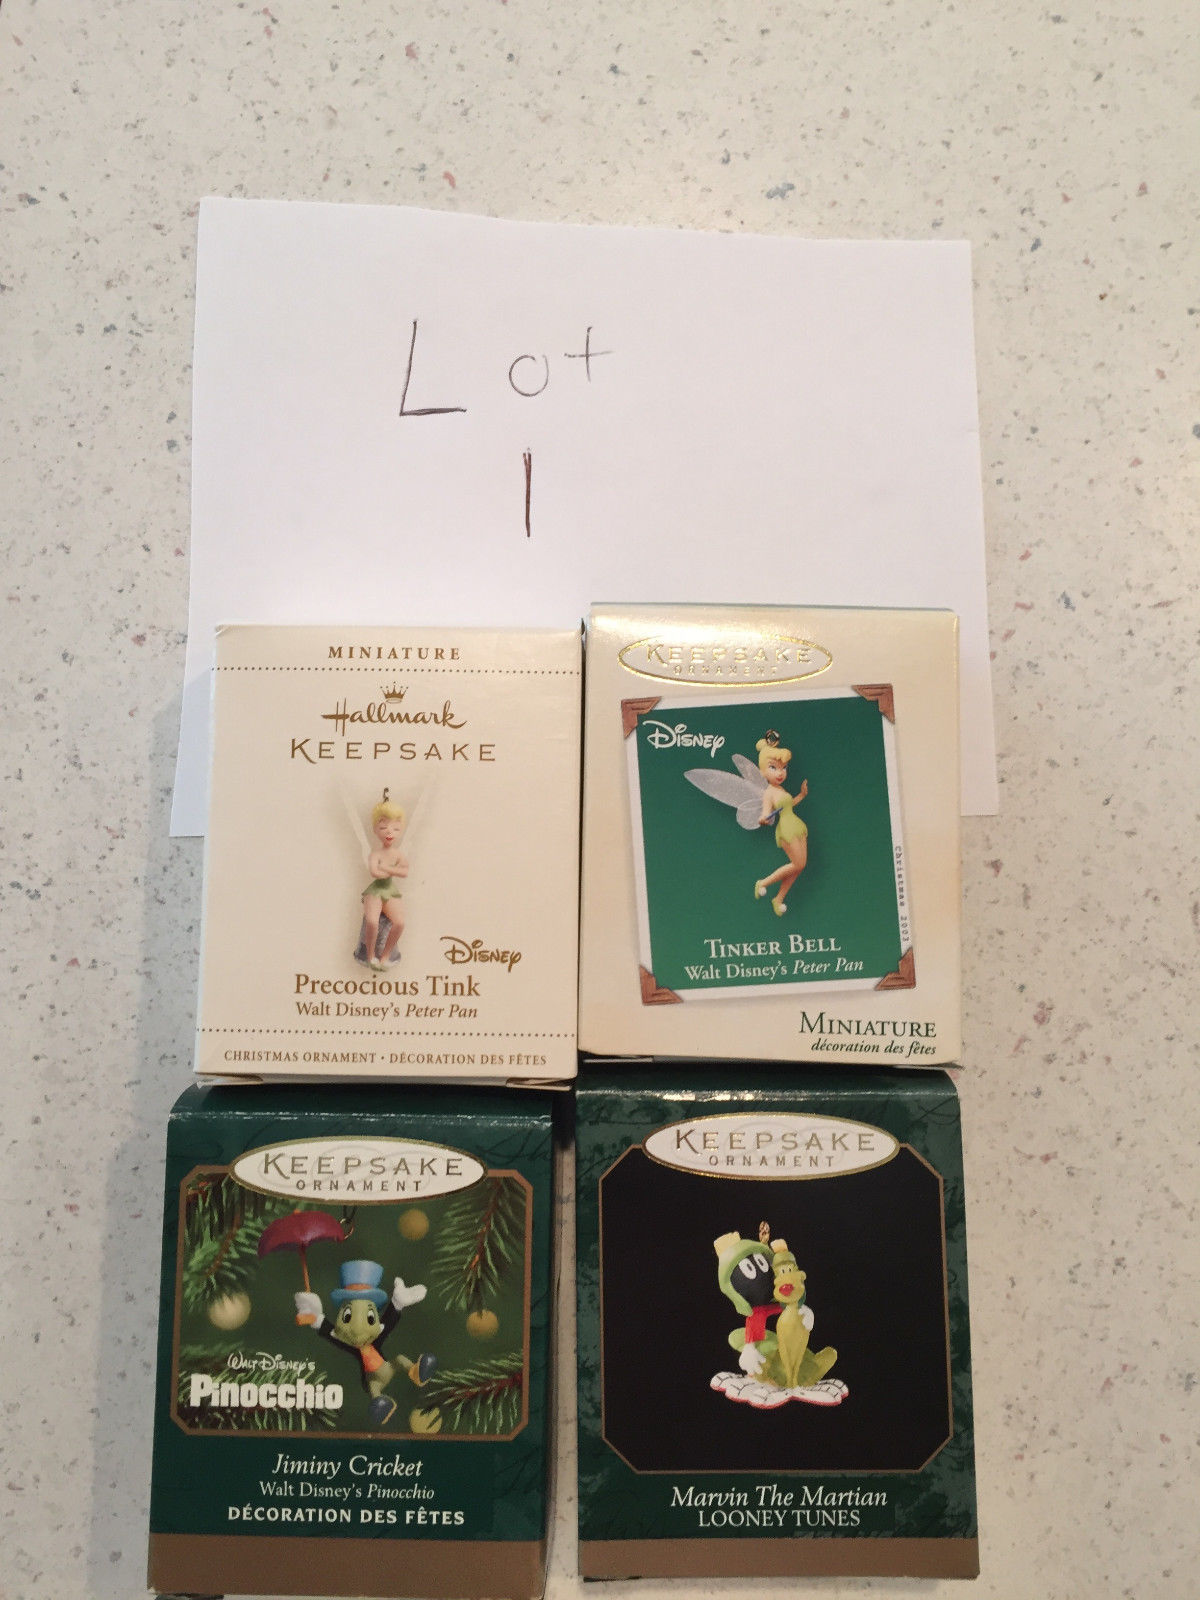 Lot
1
MINIATURE
Hallmark
KEEPSAKE
Disney
Precocious Tink
Walt Disney's Peter Pan
CHRISTMAS ORNAMENT • DÉCORATION DES FÊTES
KEEPSAKE
ORNAMENT
Disney
Christmas 2003
TINKER BELL
Walt Disney's Peter Pan
MINIATURE
décoration des fêtes
KEEPSAKE
ORNAMENT
Walt Disney's
Pinocchio
Jiminy Cricket
Walt Disney's Pinocchio
DÉCORATION DES FÊTES
KEEPSAKE
ORNAMENT
Marvin The Martian
LOONEY TUNES